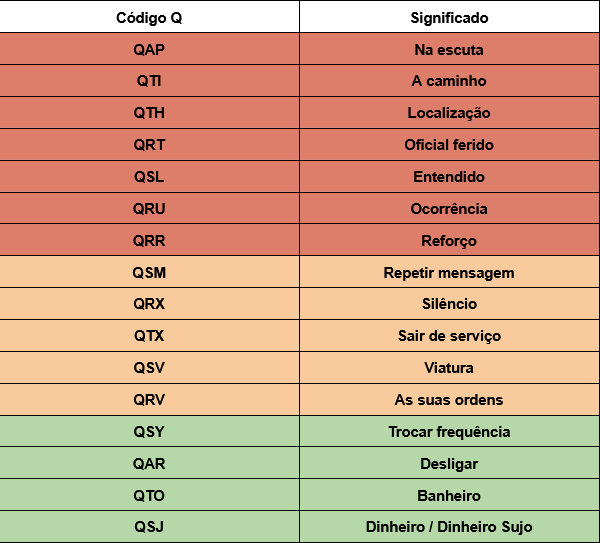 Código Q Significado
QAP Na escuta
QTI A caminho
QTH Localização
QRT Oficial ferido
QSL Entendido
QRU Ocorrência
QRR Reforço
QSM Repetir mensagem
QRX Silêncio
QTX Sair de serviço
QSV Viatura
QRV As suas ordens
QSY Trocar frequência
QAR Desligar
QTO Banheiro
QSJ Dinheiro / Dinheiro Sujo